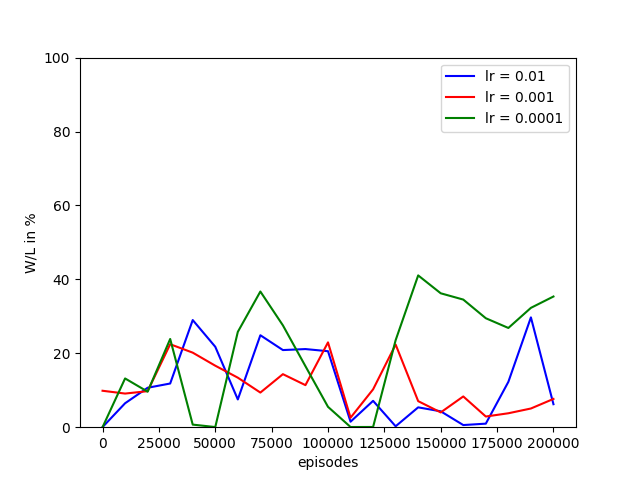 100
80
60
40
20
0
W/L in %
lr = 0.01
lr = 0.001
lr = 0.0001
0 25000 50000 75000 100000 125000 150000 175000 200000
episodes